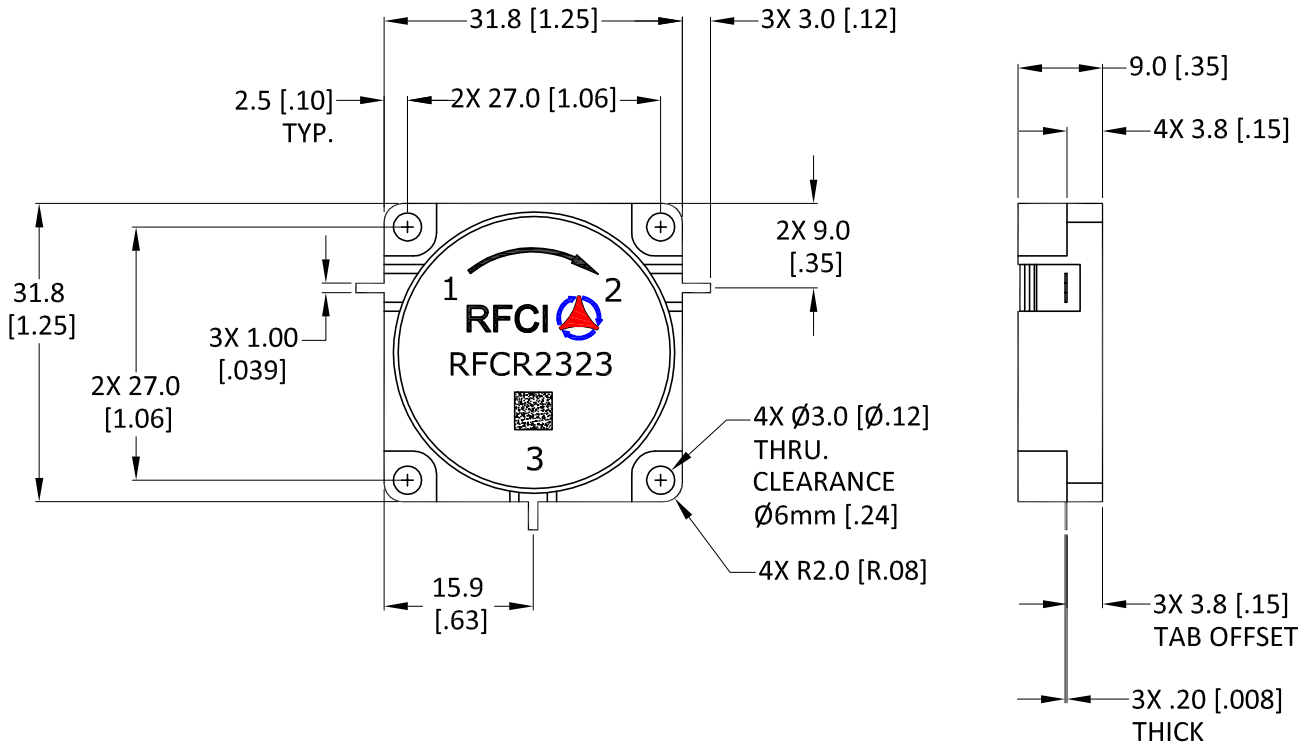 31.8 [1.25]
3X 3.0 [.12]
2.5 [.10]
TYP.
2X 27.0 [1.06]
9.0 [.35]
4X 3.8 [.15]
2X 9.0
[.35]
31.8
[1.25]
3X 1.00
[.039]
2X 27.0
[1.06]
1
2
RFCI
RFCR2323
3
4X Ø3.0 [Ø.12]
THRU.
CLEARANCE
Ø6mm [.24]
4X R2.0 [R.08]
15.9
[.63]
3X 3.8 [.15]
TAB OFFSET
3X .20 [.008]
THICK